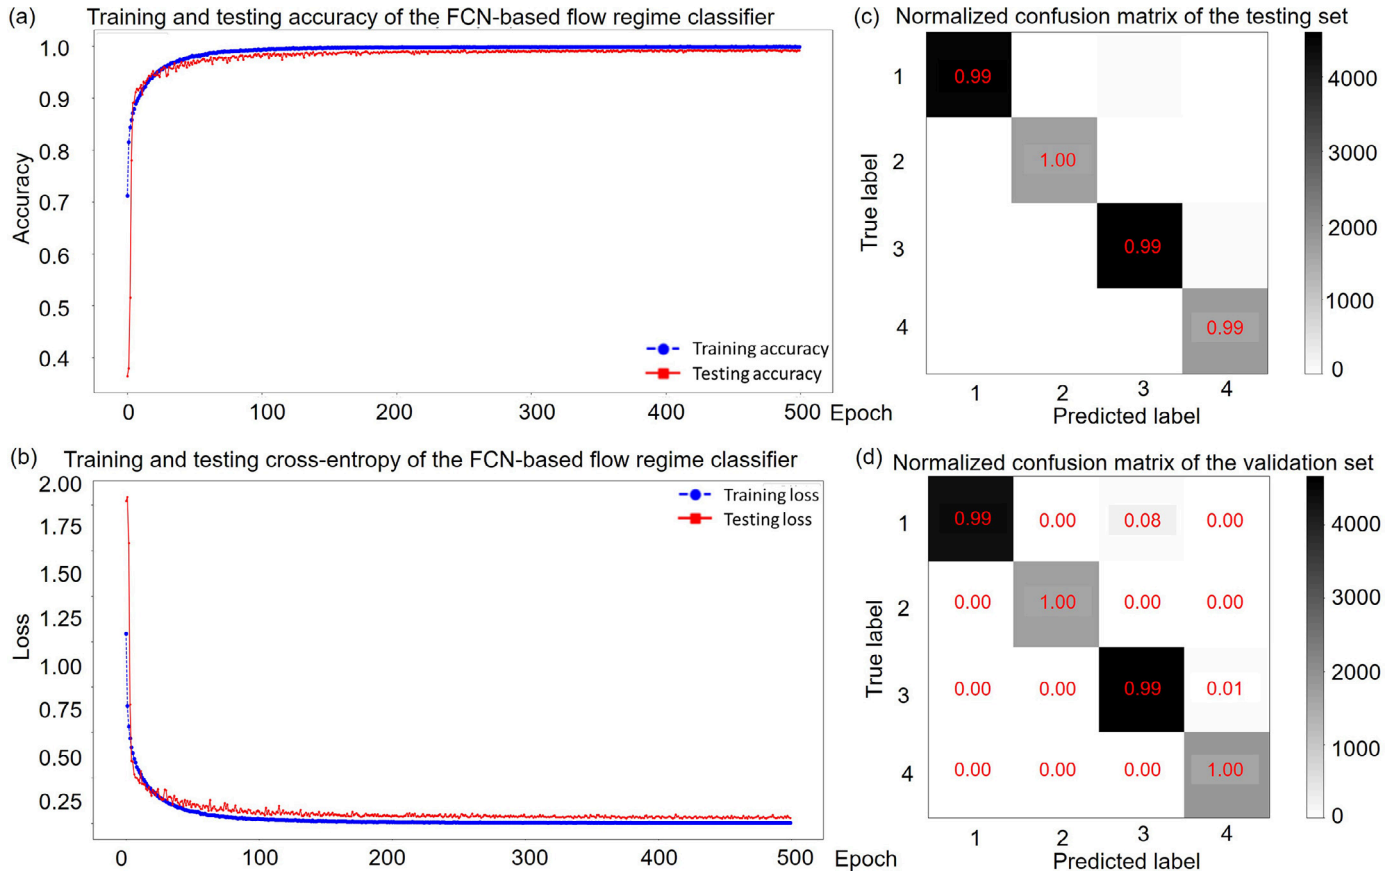 (a) Training and testing accuracy of the FCN-based flow regime classifier
1.0
0.9
0.8
0.7
0.6
0.5
0.4
Accuracy
Training accuracy
Testing accuracy
0 100 200 300 400 500 Epoch
(b) Training and testing cross-entropy of the FCN-based flow regime classifier
2.00
1.75
1.50
1.25
1.00
0.75
0.50
0.25
Loss
Training loss
Testing loss
0 100 200 300 400 500 Epoch
(c) Normalized confusion matrix of the testing set
True label
1 0.99
2 1.00
3 0.99
4 0.99
1 2 3 4
Predicted label
4000
3000
2000
1000
0
(d) Normalized confusion matrix of the validation set
True label
1 0.99 0.00 0.08 0.00
2 0.00 1.00 0.00 0.00
3 0.00 0.00 0.99 0.01
4 0.00 0.00 0.00 1.00
1 2 3 4
Predicted label
4000
3000
2000
1000
0